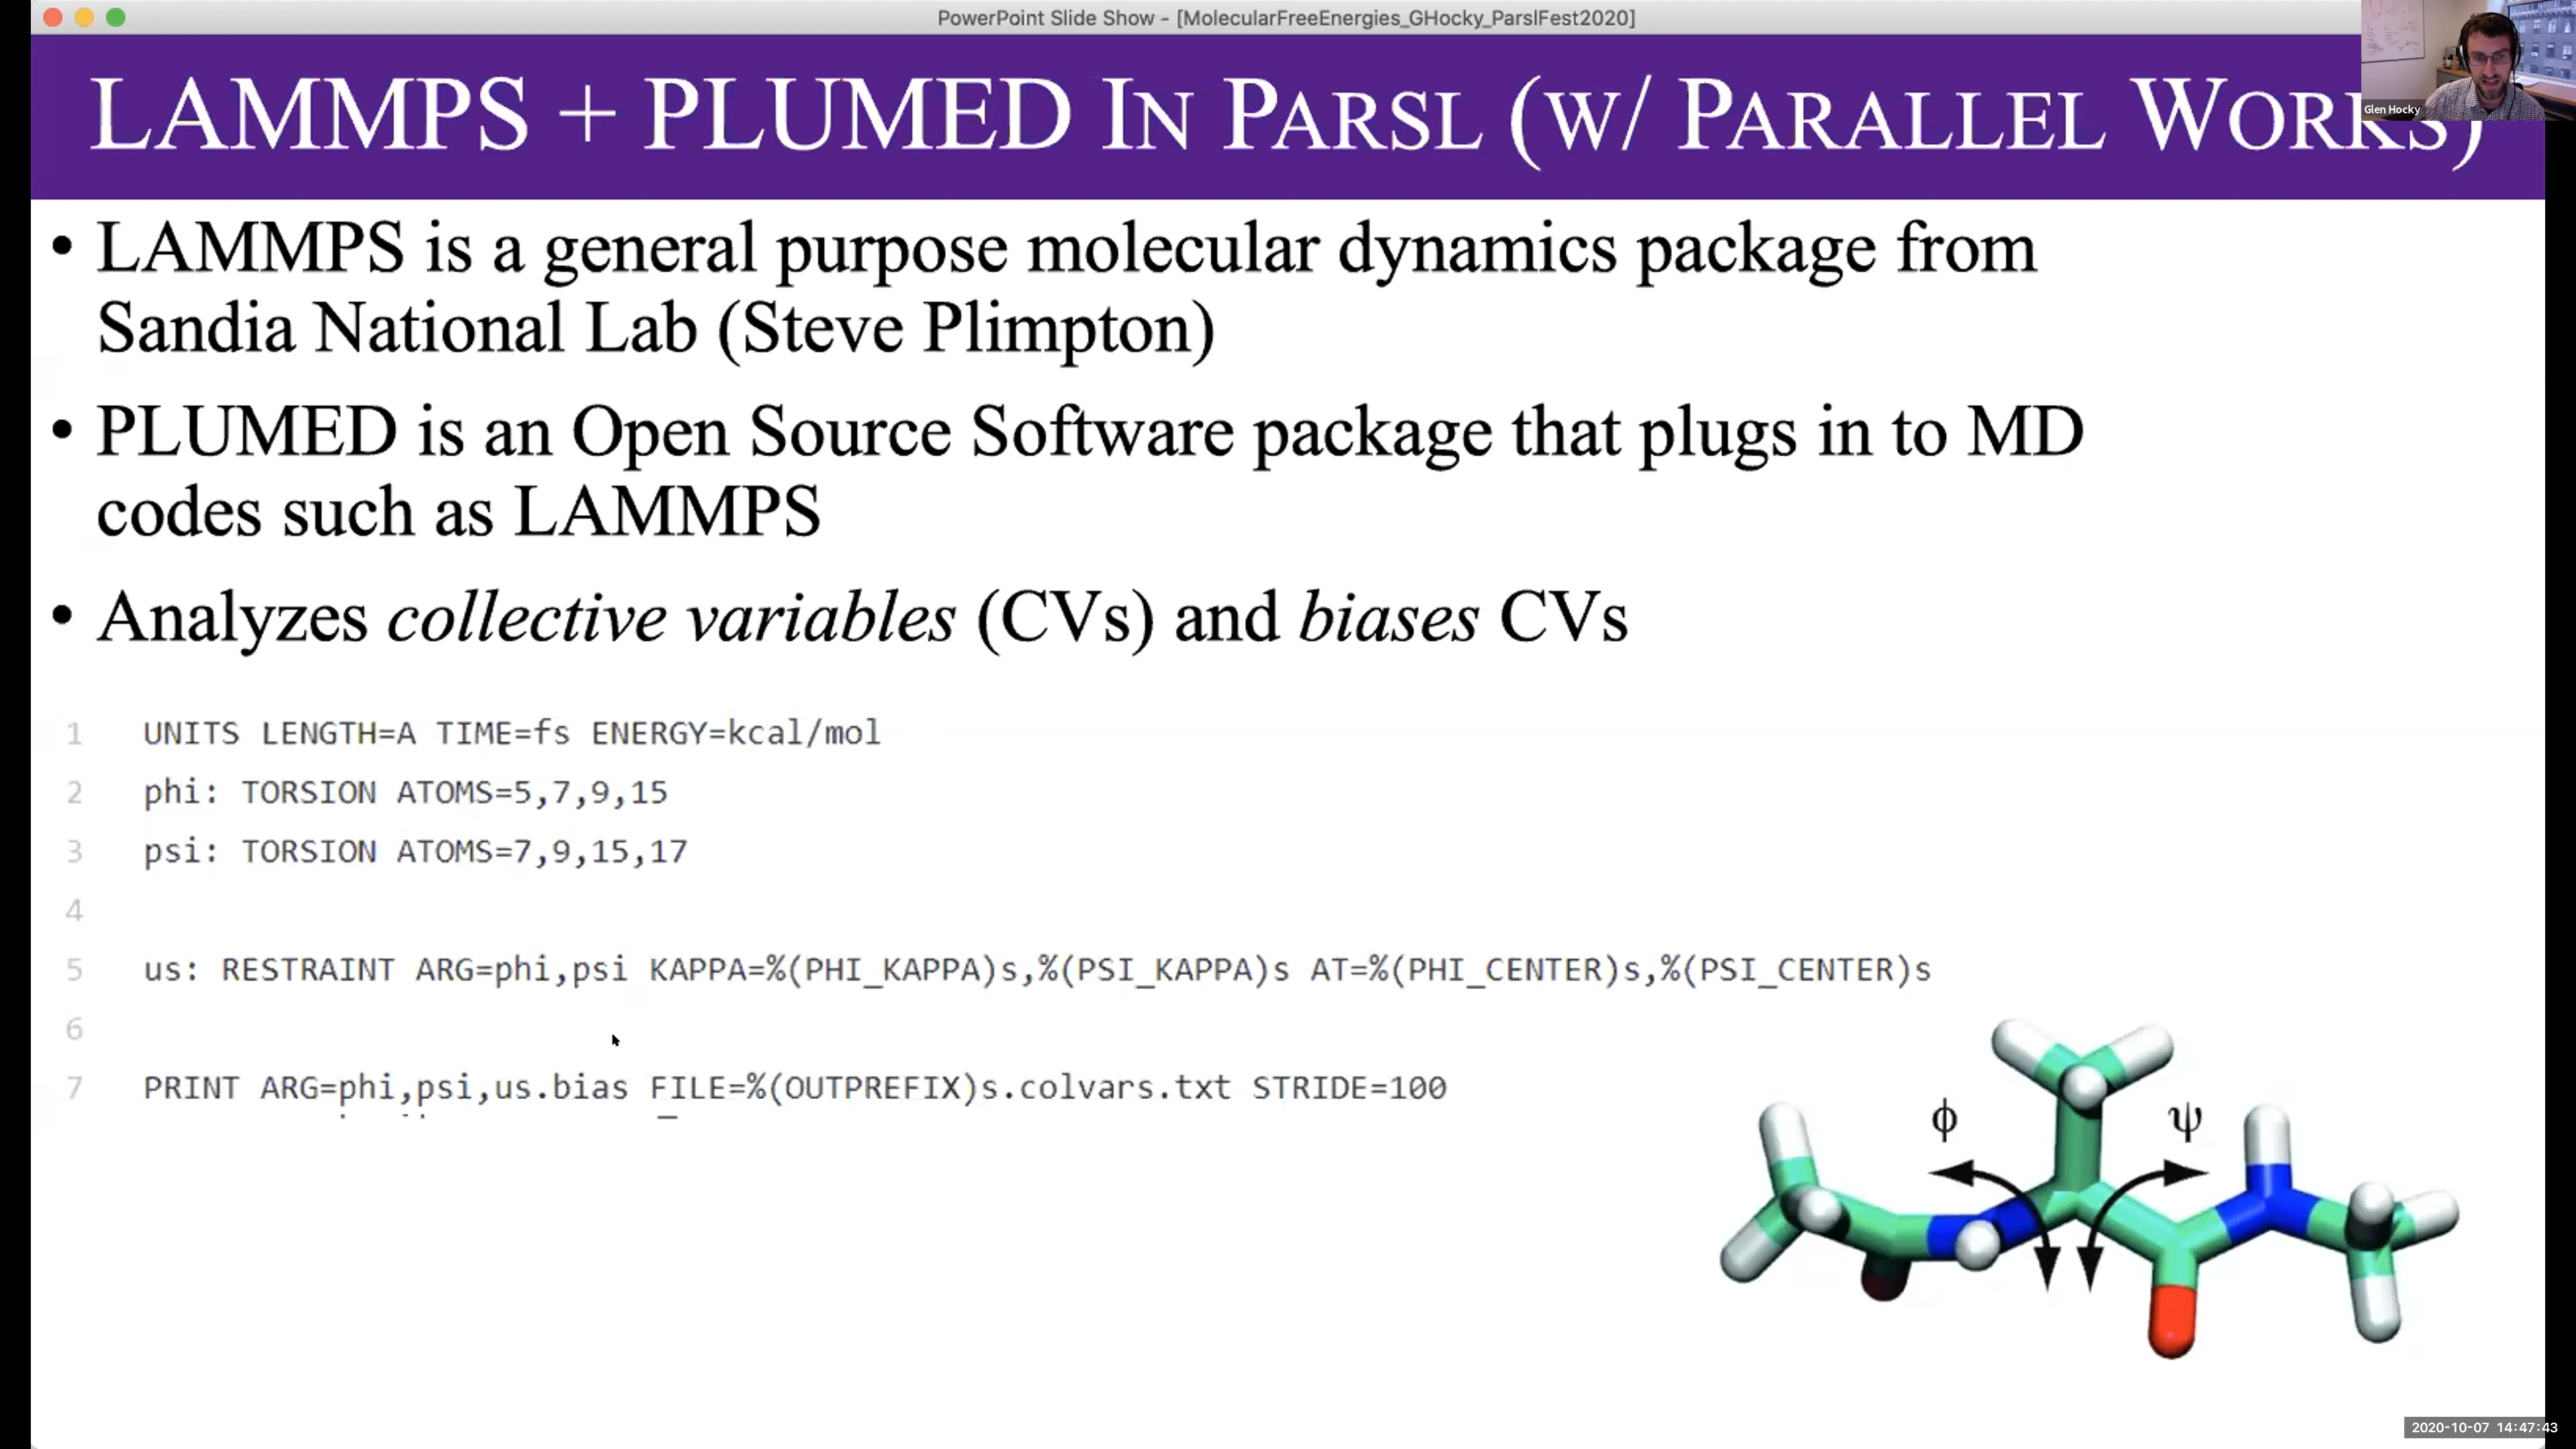 PowerPoint Slide Show - [MolecularFreeEnergies_GHocky_ParslFest2020]
LAMMPS + PLUMED IN PARSL (W/ PARALLEL WORKS)
Glen Hocky
• LAMMPS is a general purpose molecular dynamics package from
Sandia National Lab (Steve Plimpton)
• PLUMED is an Open Source Software package that plugs in to MD
codes such as LAMMPS
• Analyzes collective variables (CVs) and biases CVs
1 UNITS LENGTH=A TIME=fs ENERGY=kcal/mol
2 phi: TORSION ATOMS=5,7,9,15
3 psi: TORSION ATOMS=7,9,15,17
4
5 us: RESTRAINT ARG=phi,psi KAPPA=%(PHI_KAPPA)s,%(PSI_KAPPA)s AT=%(PHI_CENTER)s,%(PSI_CENTER)s
6
7 PRINT ARG=phi,psi,us.bias FILE=%(OUTPREFIX)s.colvars.txt STRIDE=100
ϕ ψ
2020-10-07 14:47:43